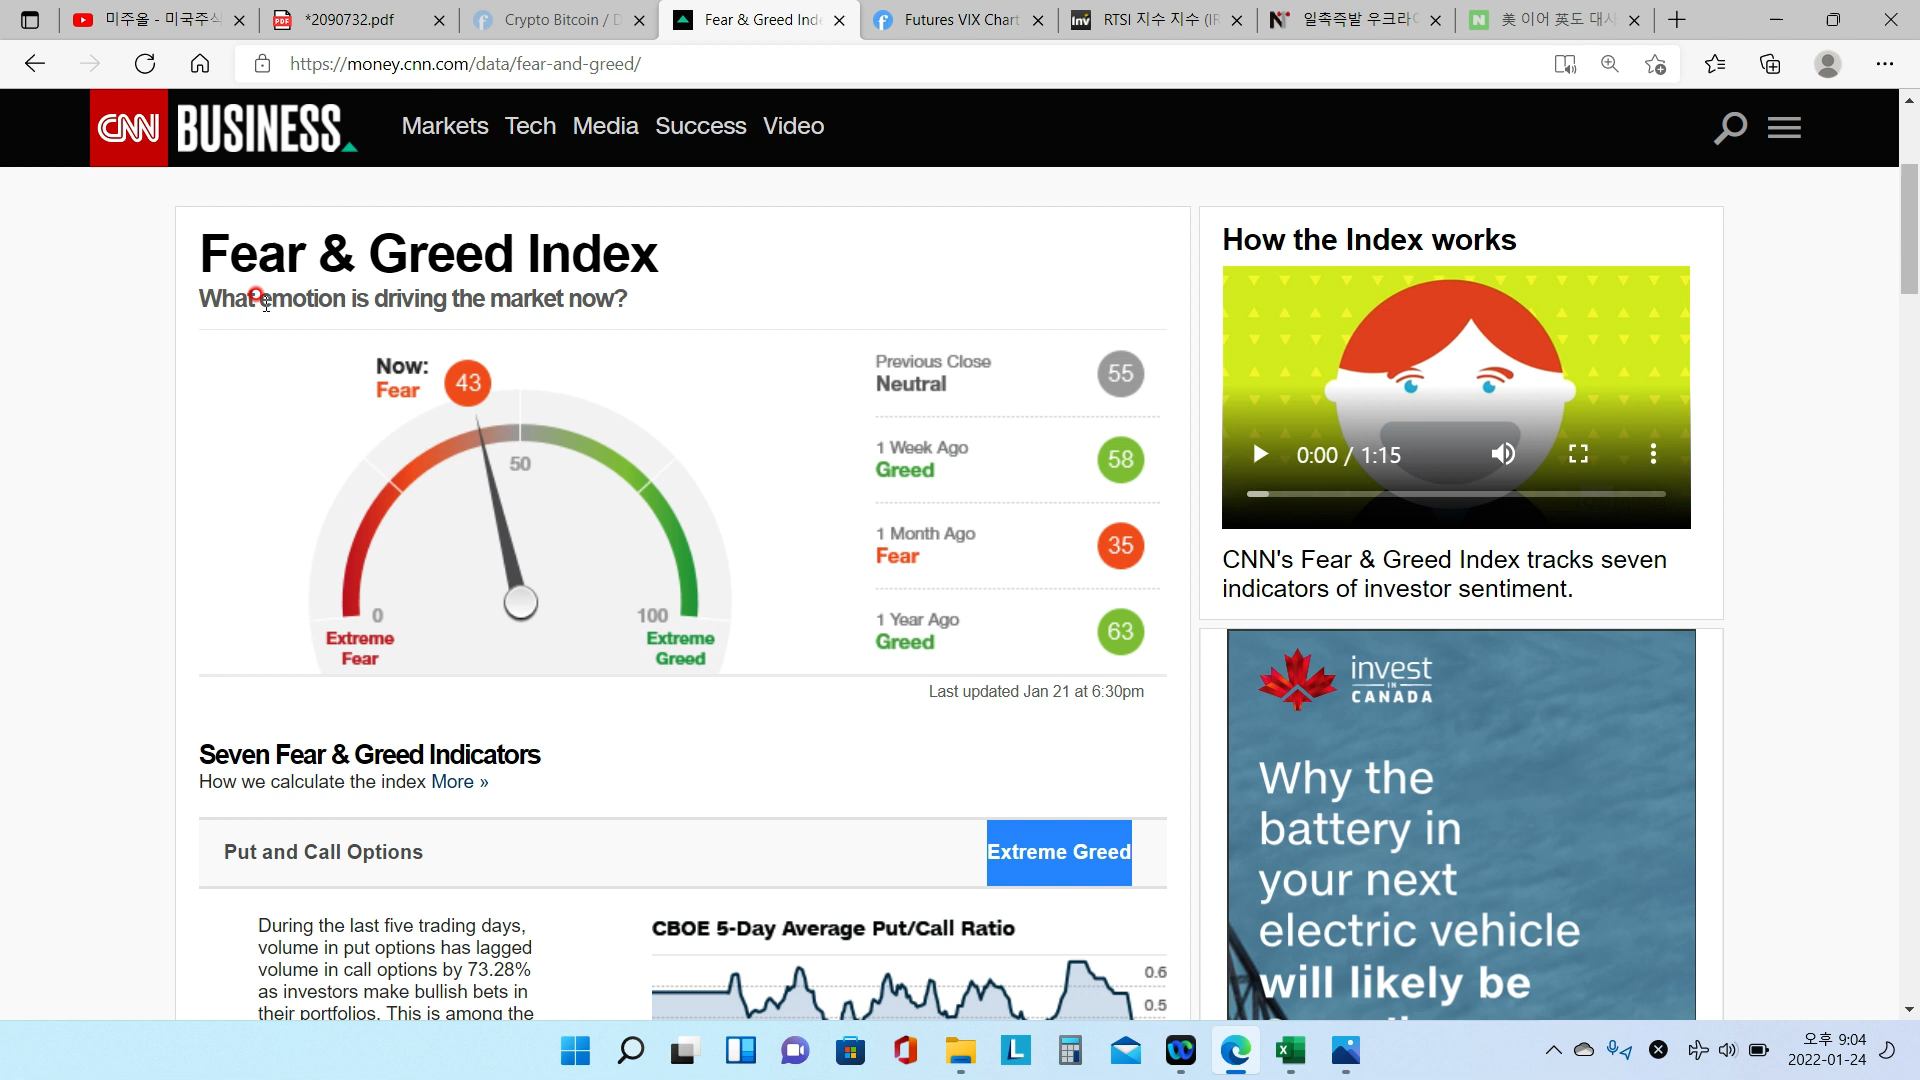 미주올 - 미국주식
*2090732.pdf
Crypto Bitcoin / D
Fear & Greed Inde
Futures VIX Chart
RTSI 지수 지수 (IR
일촉즉발 우크라이
美 이어 英도 대사
https://money.cnn.com/data/fear-and-greed/
CNN BUSINESS
Markets Tech Media Success Video
Fear & Greed Index
What emotion is driving the market now?
Now:
Fear
43
50
0
100
Extreme
Fear
Extreme
Greed
Previous Close
Neutral
55
1 Week Ago
Greed
58
1 Month Ago
Fear
35
1 Year Ago
Greed
63
Last updated Jan 21 at 6:30pm
Seven Fear & Greed Indicators
How we calculate the index More »
Put and Call Options
Extreme Greed
During the last five trading days,
volume in put options has lagged
volume in call options by 73.28%
as investors make bullish bets in
their portfolios. This is among the
CBOE 5-Day Average Put/Call Ratio
0.6
0.5
How the Index works
0:00 / 1:15
CNN's Fear & Greed Index tracks seven
indicators of investor sentiment.
invest
IN
CANADA
Why the
battery in
your next
electric vehicle
will likely be
오후 9:04
2022-01-24